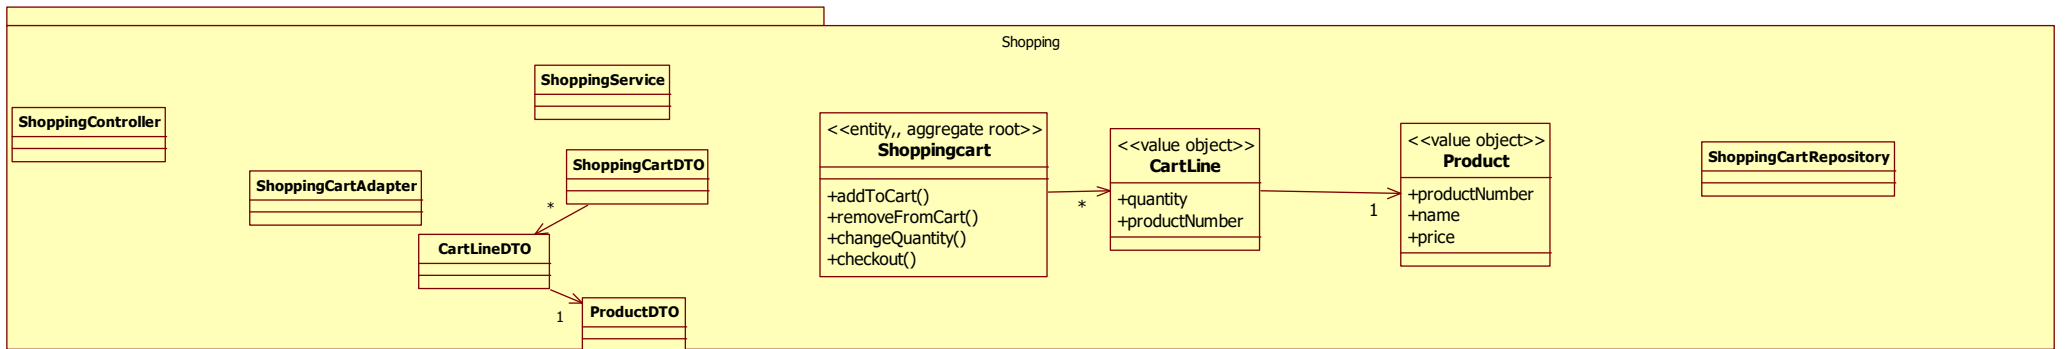 Shopping
ShoppingController
ShoppingCartAdapter
ShoppingService
ShoppingCartDTO
*
CartLineDTO
1
ProductDTO
<<entity,, aggregate root>>
Shoppingcart
+addToCart()
+removeFromCart()
+changeQuantity()
+checkout()
*
<<value object>>
CartLine
+quantity
+productNumber
1
<<value object>>
Product
+productNumber
+name
+price
ShoppingCartRepository